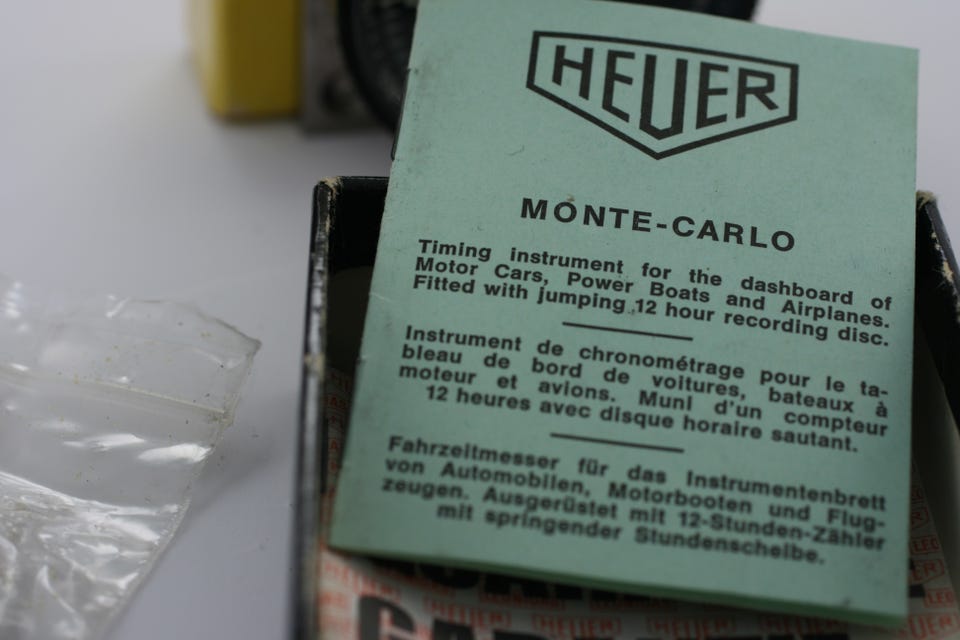 HEUER
MONTE-CARLO
Timing instrument for the dashboard of
Motor Cars, Power Boats and Airplanes.
Fitted with jumping 12 hour recording disc.
Instrument de chronométrage pour le ta-
bleau de bord de voitures, bateaux à
moteur et avions. Muni d'un compteur
12 heures avec disque horaire sautant.
Fahrzeitmesser für das Instrumentenbrett
von Automobilen, Motorbooten und Flug-
zeugen. Ausgerüstet mit 12-Stunden-Zähler
mit springender Stundenscheibe.
HEUER
HEUER
HEUER